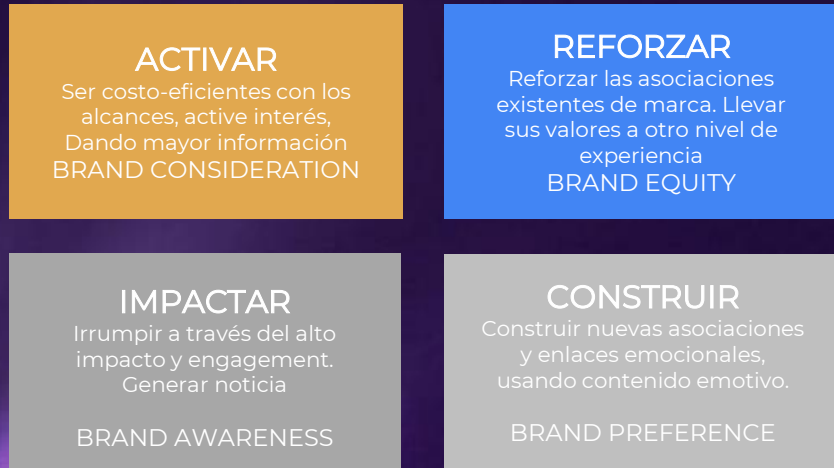 ACTIVAR
Ser costo-eficientes con los
alcances, active interés,
Dando mayor información
BRAND CONSIDERATION
REFORZAR
Reforzar las asociaciones
existentes de marca. Llevar
sus valores a otro nivel de
experiencia
BRAND EQUITY
IMPACTAR
Irrumpir a través del alto
impacto y engagement.
Generar noticia
BRAND AWARENESS
CONSTRUIR
Construir nuevas asociaciones
y enlaces emocionales,
usando contenido emotivo.
BRAND PREFERENCE